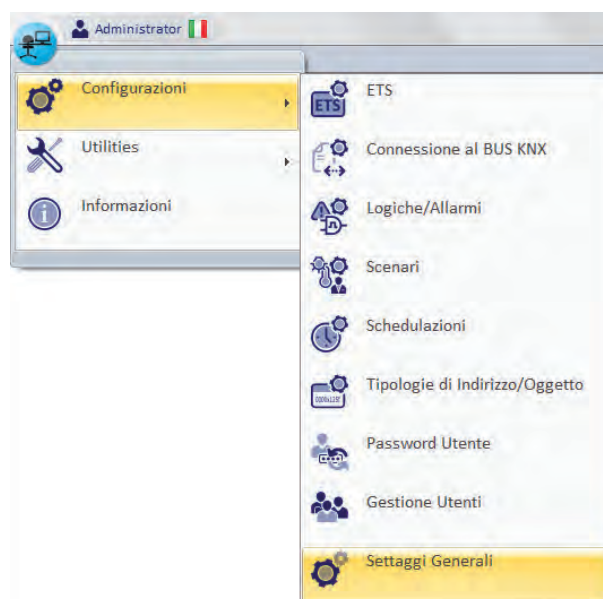 Administrator
Configurazioni
Utilities
Informazioni
ETS
ETS
Connessione al BUS KNX
Logiche/Allarmi
Scenari
Schedulazioni
Tipologie di Indirizzo/Oggetto
Password Utente
Gestione Utenti
Settaggi Generali